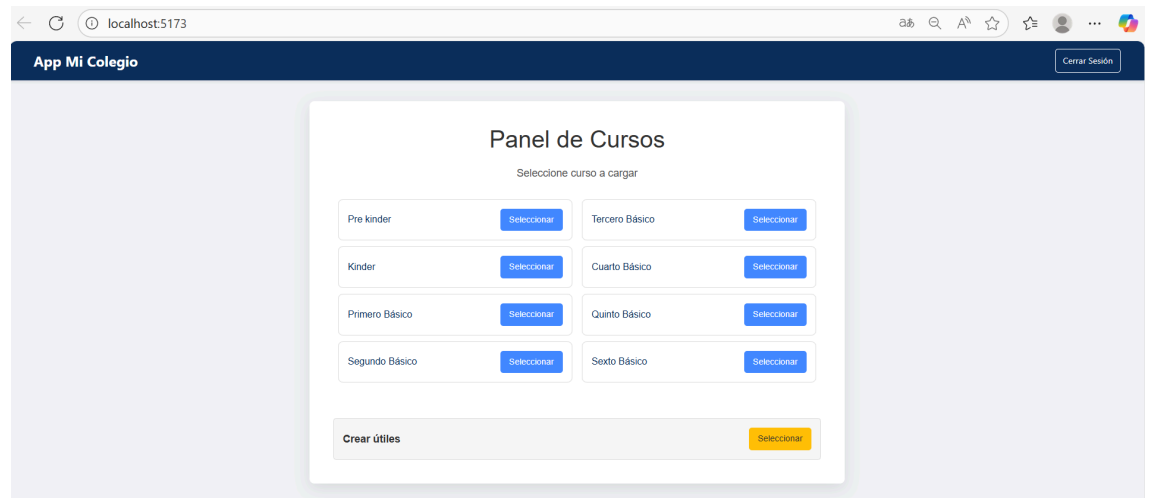 localhost:5173
App Mi Colegio
Cerrar Sesión
Panel de Cursos
Seleccione curso a cargar
Pre kinder Seleccionar Tercero Básico Seleccionar
Kinder Seleccionar Cuarto Básico Seleccionar
Primero Básico Seleccionar Quinto Básico Seleccionar
Segundo Básico Seleccionar Sexto Básico Seleccionar
Crear útiles Seleccionar